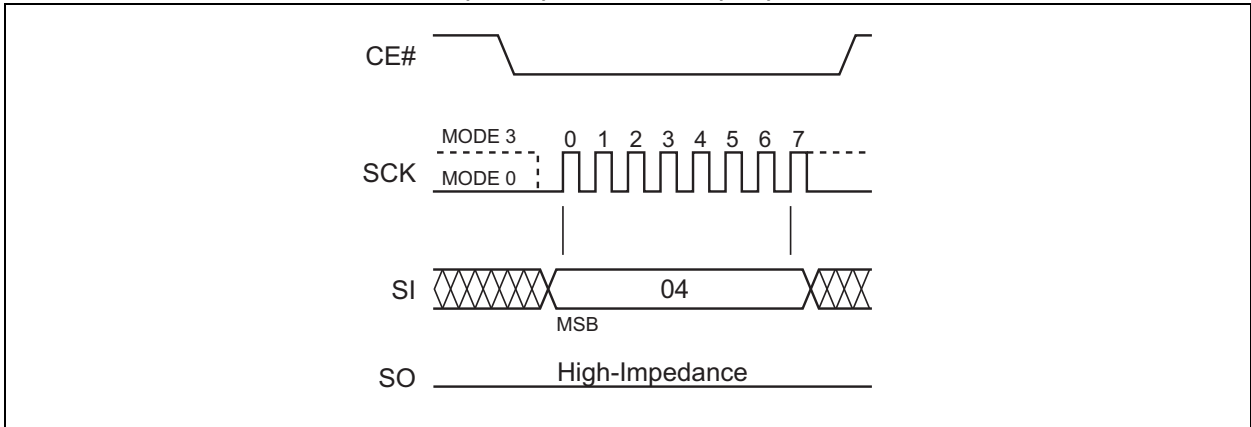 CE#
MODE 3
0 1 2 3 4 5 6 7
SCK
MODE 0
SI
04
MSB
SO
High-Impedance